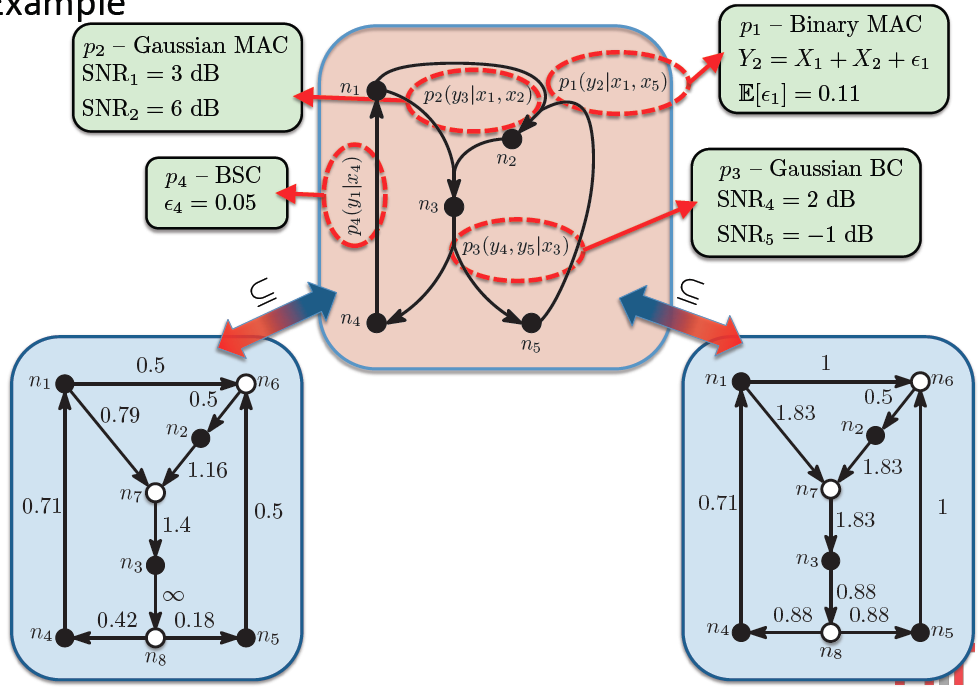 Example
p₂ – Gaussian MAC
SNR₁ = 3 dB
SNR₂ = 6 dB
p₁ – Binary MAC
Y₂ = X₁ + X₂ + ϵ₁
𝔼[ϵ₁] = 0.11
p₄ – BSC
ϵ₄ = 0.05
p₃ – Gaussian BC
SNR₄ = 2 dB
SNR₅ = −1 dB
n₁
p₂(y₃|x₁, x₂)
p₁(y₂|x₁, x₅)
n₂
p₄(y₁|x₄)
n₃
p₃(y₄, y₅|x₃)
n₄
n₅
⊆
⊆
n₁
0.5
n₆
0.79
0.5
n₂
1.16
n₇
0.71
1.4
0.5
n₃
∞
0.42
0.18
n₄
n₈
n₅
n₁
1
n₆
1.83
0.5
n₂
1.83
n₇
0.71
1.83
1
n₃
0.88
0.88
0.88
n₄
n₈
n₅